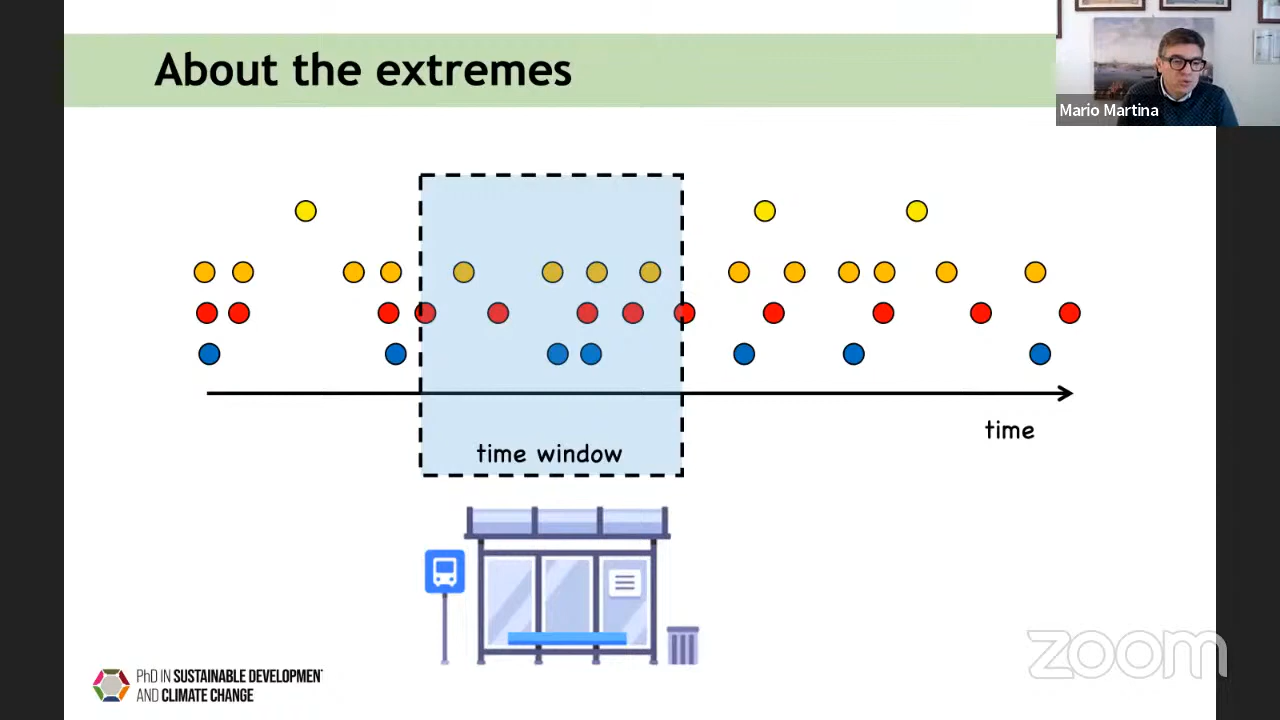 About the extremes
Mario Martina
time
time window
zoom
PhD IN SUSTAINABLE DEVELOPMENT
AND CLIMATE CHANGE